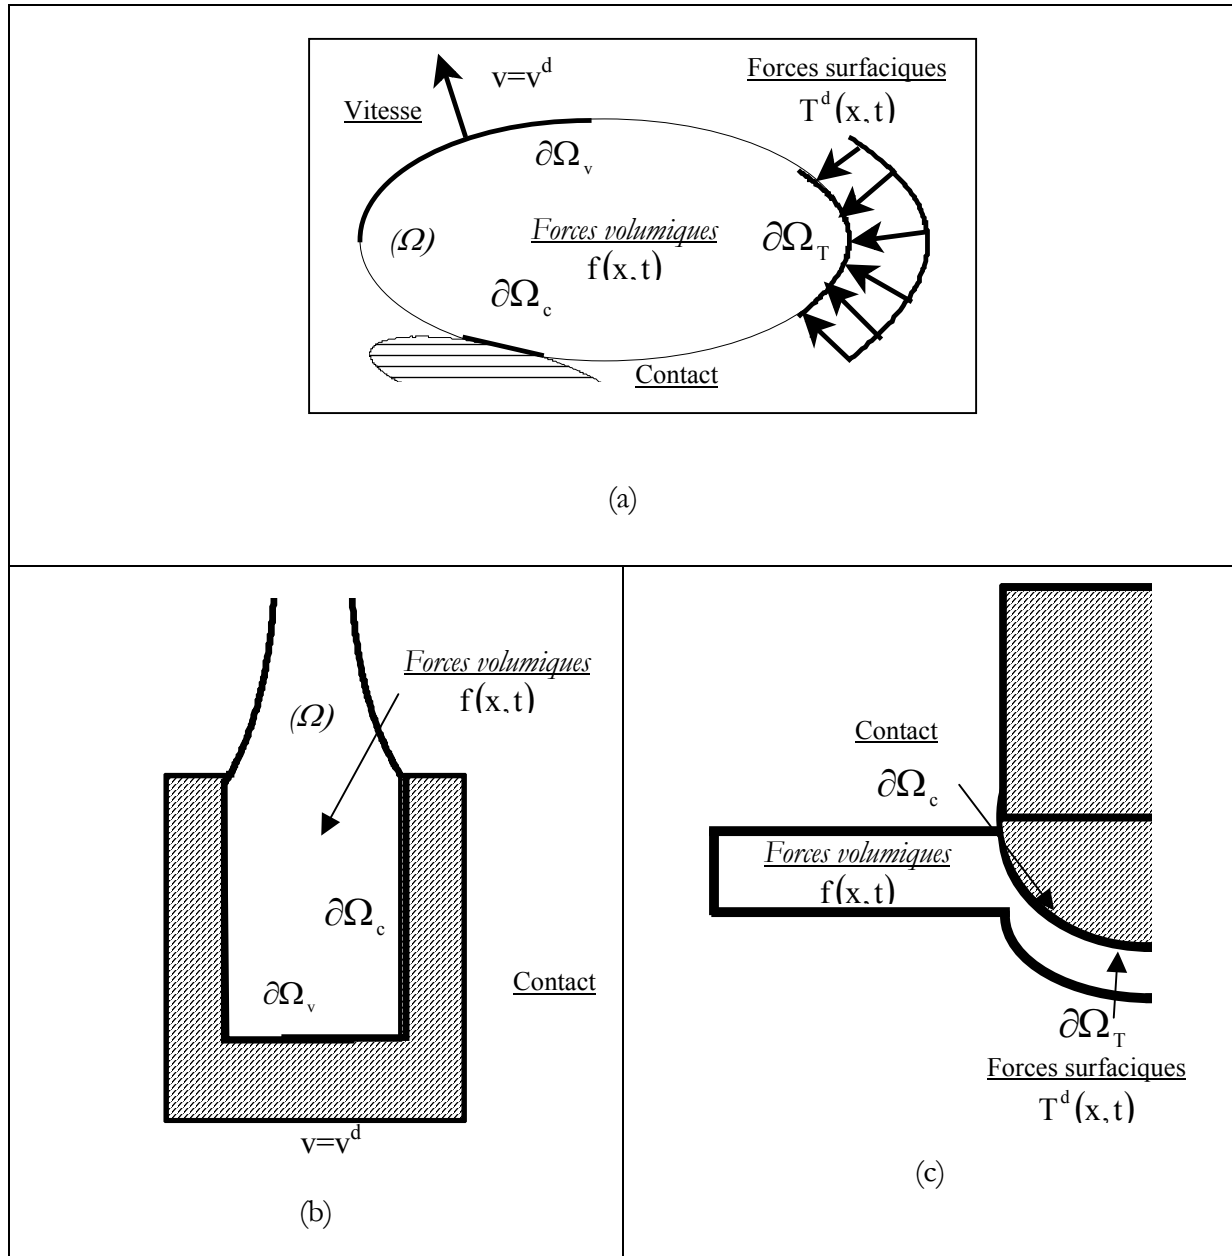 v=v^d
Forces surfaciques
T^d(x,t)
Vitesse
∂Ω_v
(Ω)
Forces volumiques
f(x,t)
∂Ω_T
∂Ω_c
Contact
(a)
Forces volumiques
f(x,t)
(Ω)
∂Ω_c
∂Ω_v
Contact
v=v^d
(b)
Contact
∂Ω_c
Forces volumiques
f(x,t)
∂Ω_T
Forces surfaciques
T^d(x,t)
(c)